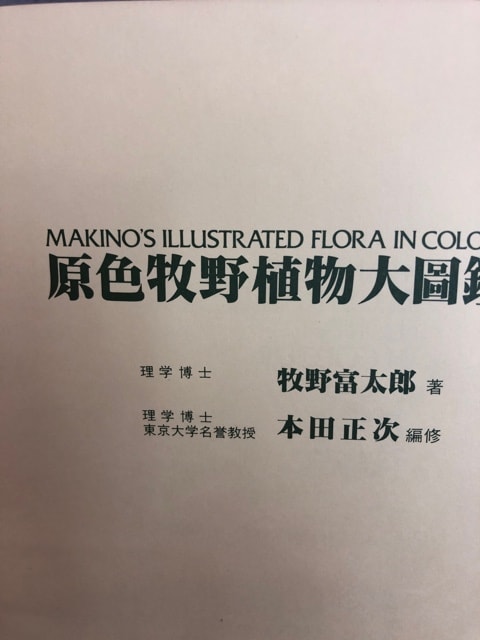 MAKINO'S ILLUSTRATED FLORA IN COLO
原色牧野植物大圖鑑
理学博士 牧野富太郎 著
理学博士
東京大学名誉教授 本田正次 編修